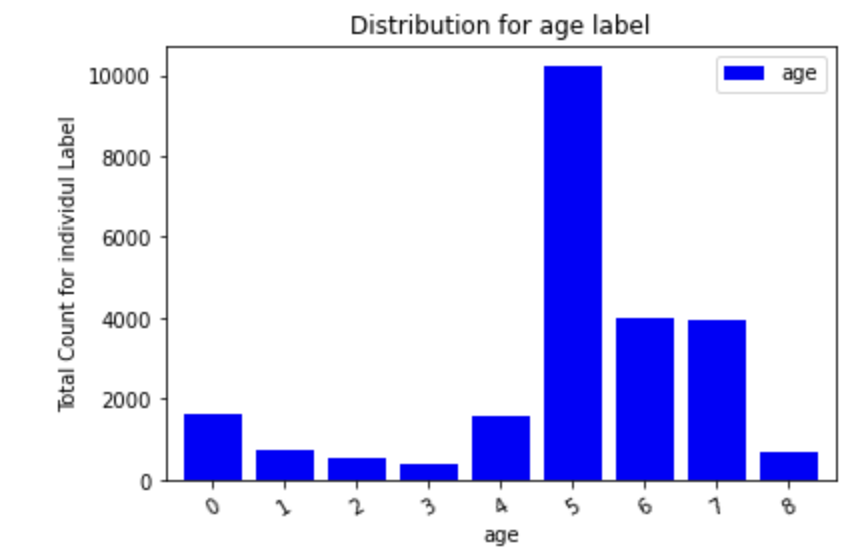 Distribution for age label
age
Total Count for individul Label
10000
8000
6000
4000
2000
0
0 1 2 3 4 5 6 7 8
age